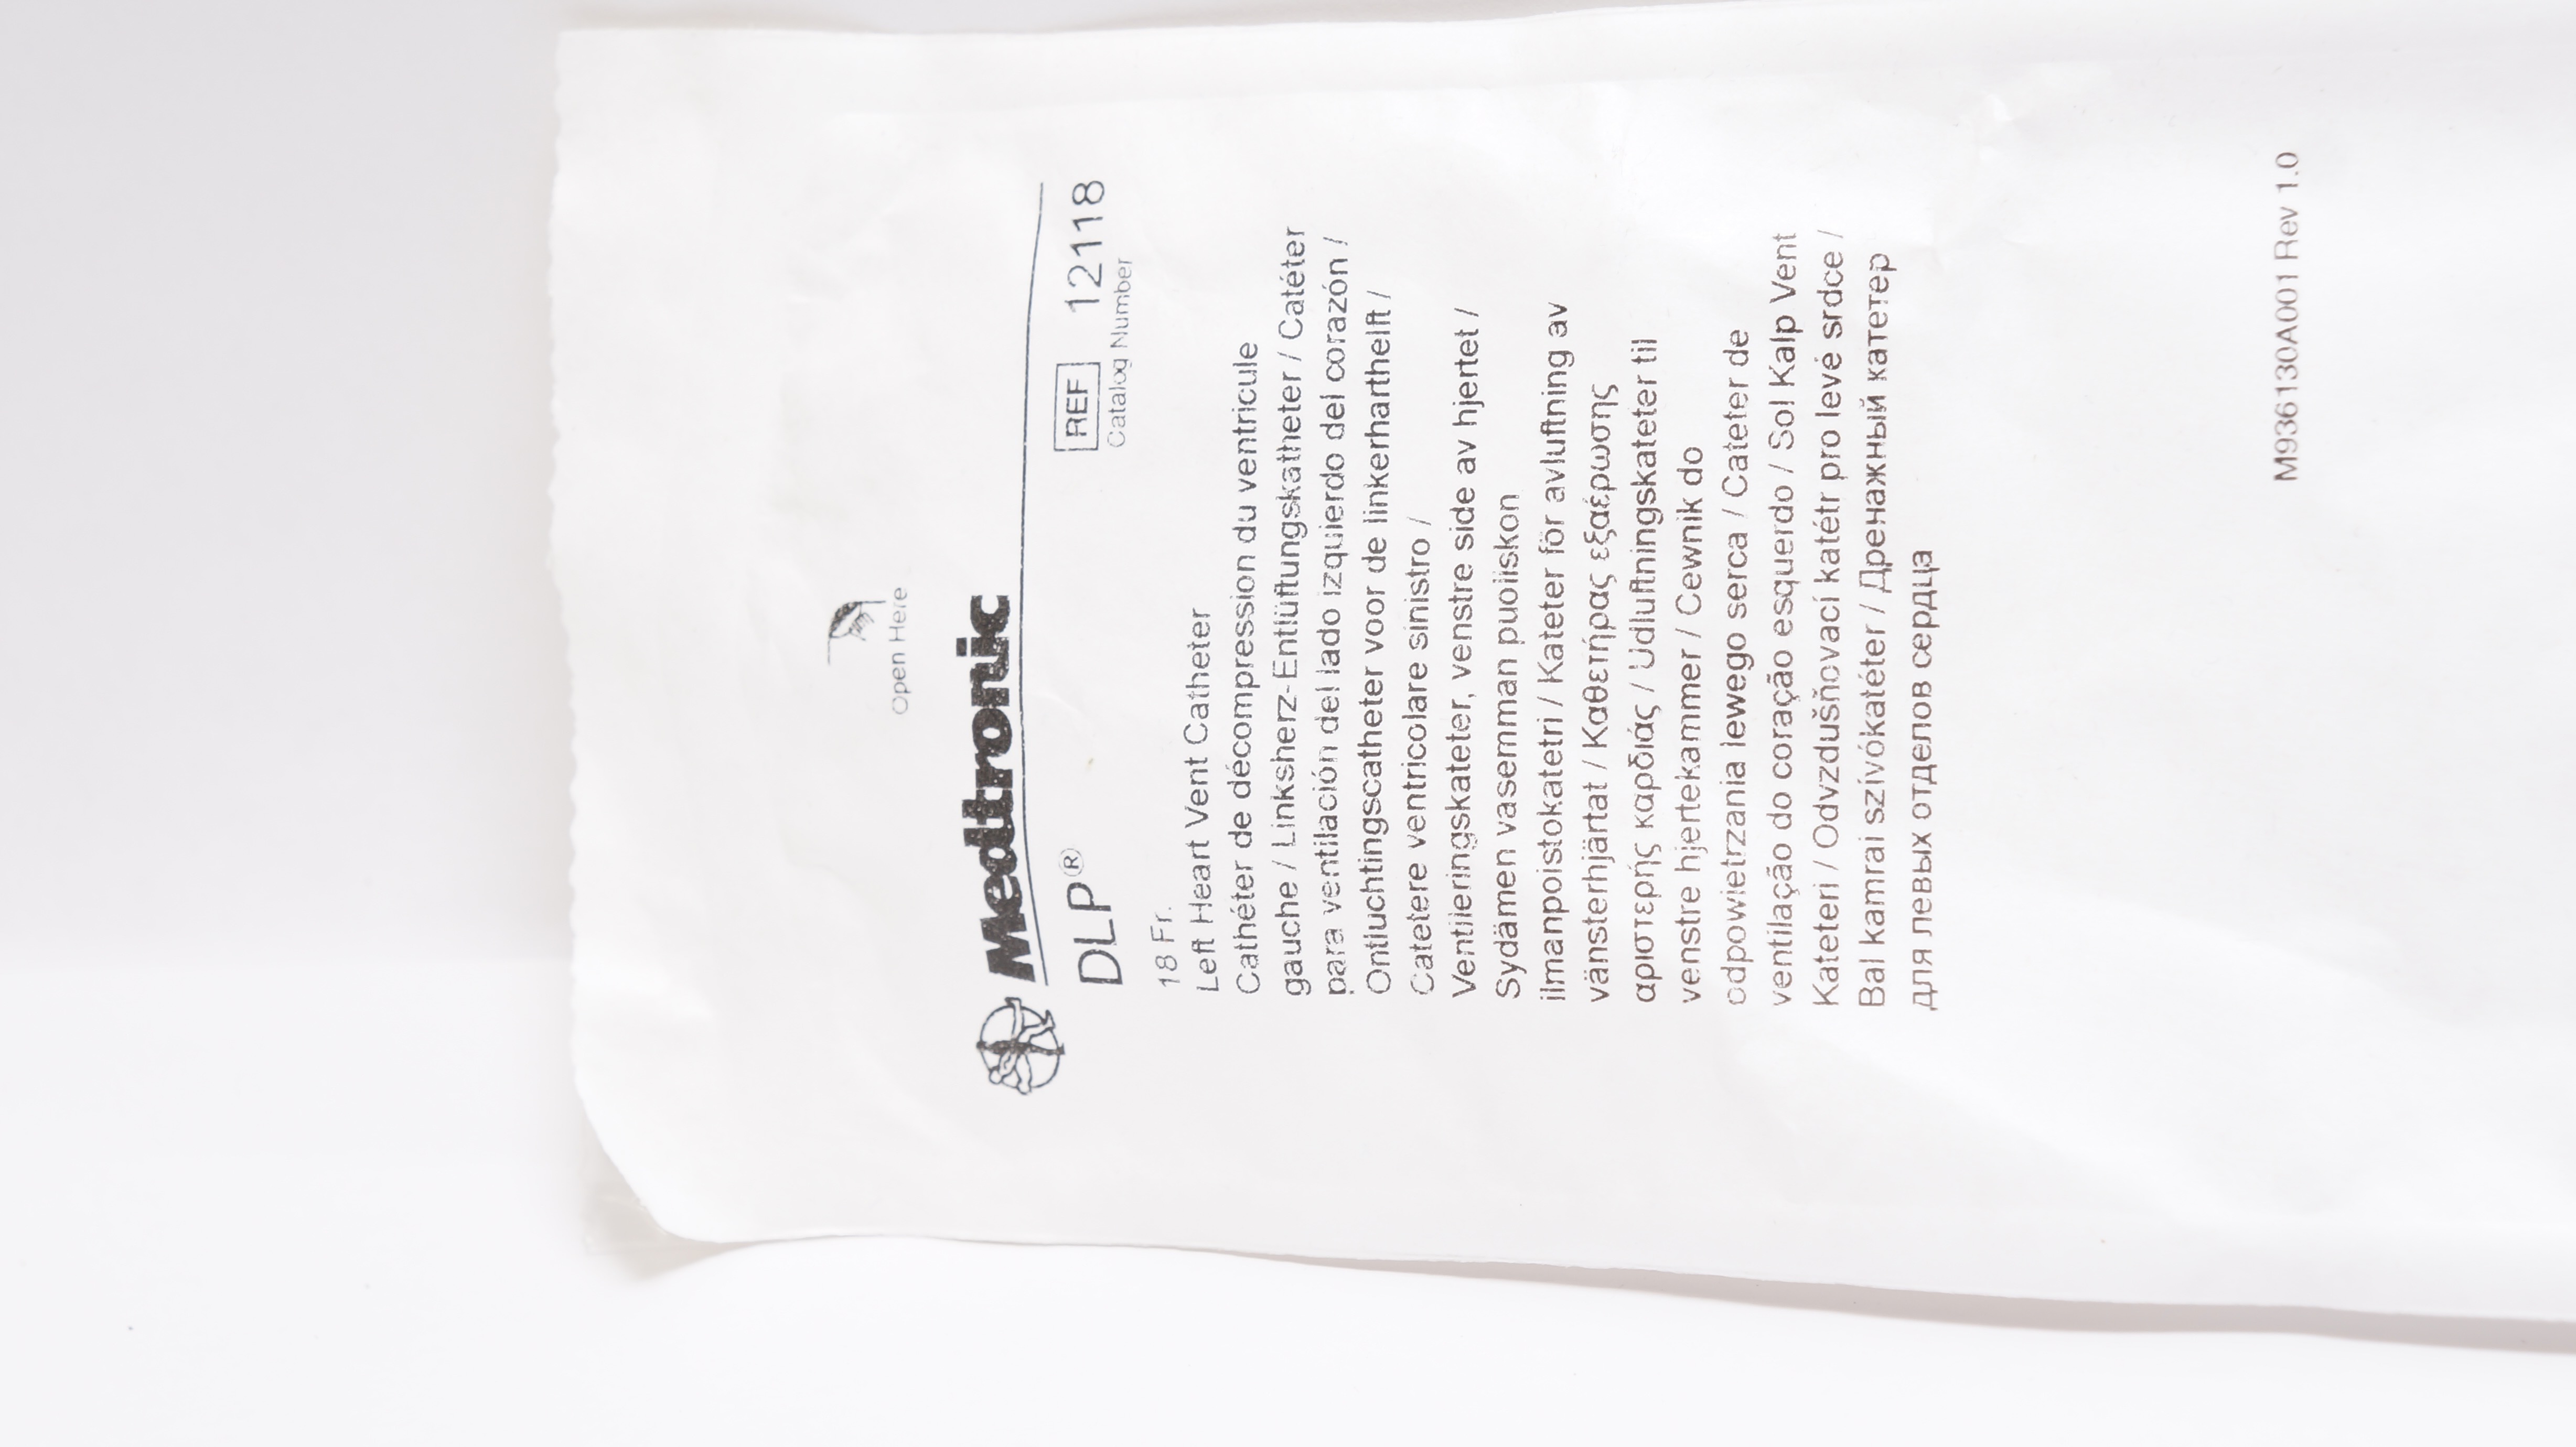 Open Here
Medtronic
DLP®
REF 12118
Catalog Number
18 Fr.
Left Heart Vent Catheter
Cathéter de décompression du ventricule
gauche / Linksherz-Entlüftungskatheter / Catéter
para ventilación del lado izquierdo del corazón /
Ontluchtingscatheter voor de linkerharthelft /
Catetere ventricolare sinistro /
Ventileringskateter, venstre side av hjertet /
Sydämen vasemman puoliskon
ilmanpoistokatetri / Kateter för avluftning av
vänsterhjärtat / Καθετήρας εξαέρωσης
αριστερής καρδιάς / Udluftningskateter til
venstre hjertekammer / Cewnik do
odpowietrzania lewego serca / Cateter de
ventilação do coração esquerdo / Sol Kalp Vent
Kateteri / Odvzdušňovací katétr pro levé srdce /
Bal kamrai szívókatéter / Дренажный катетер
для левых отделов сердца
M936130A001 Rev 1.0